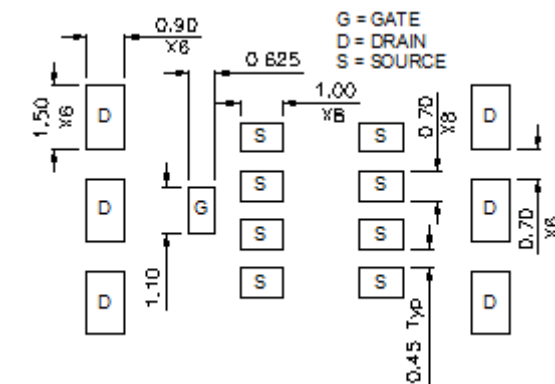 G = GATE
D = DRAIN
S = SOURCE
0.90
X6
0.625
1.00
X8
1.50
X6
0.70
X8
D
D
S
S
G
D
S
S
D
0.70
X6
S
S
1.10
S
S
D
D
0.45 Typ